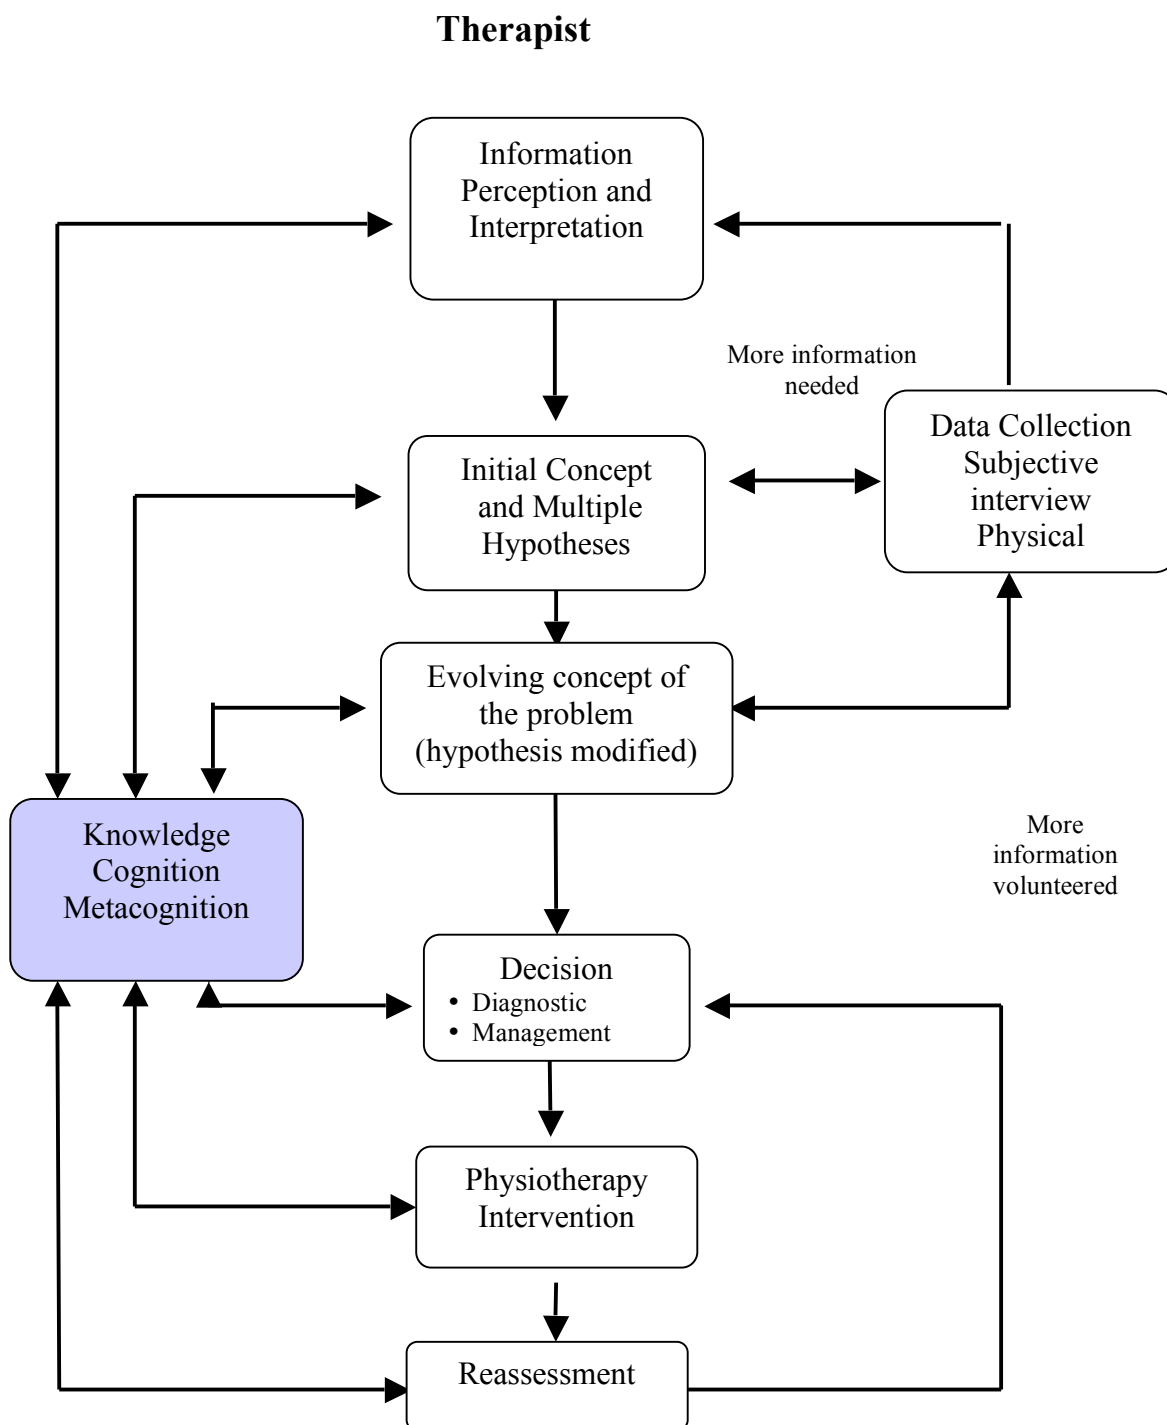 Therapist
Information
Perception and
Interpretation
More information
needed
Data Collection
Subjective
interview
Physical
Initial Concept
and Multiple
Hypotheses
Evolving concept of
the problem
(hypothesis modified)
Knowledge
Cognition
Metacognition
More
information
volunteered
Decision
• Diagnostic
• Management
Physiotherapy
Intervention
Reassessment